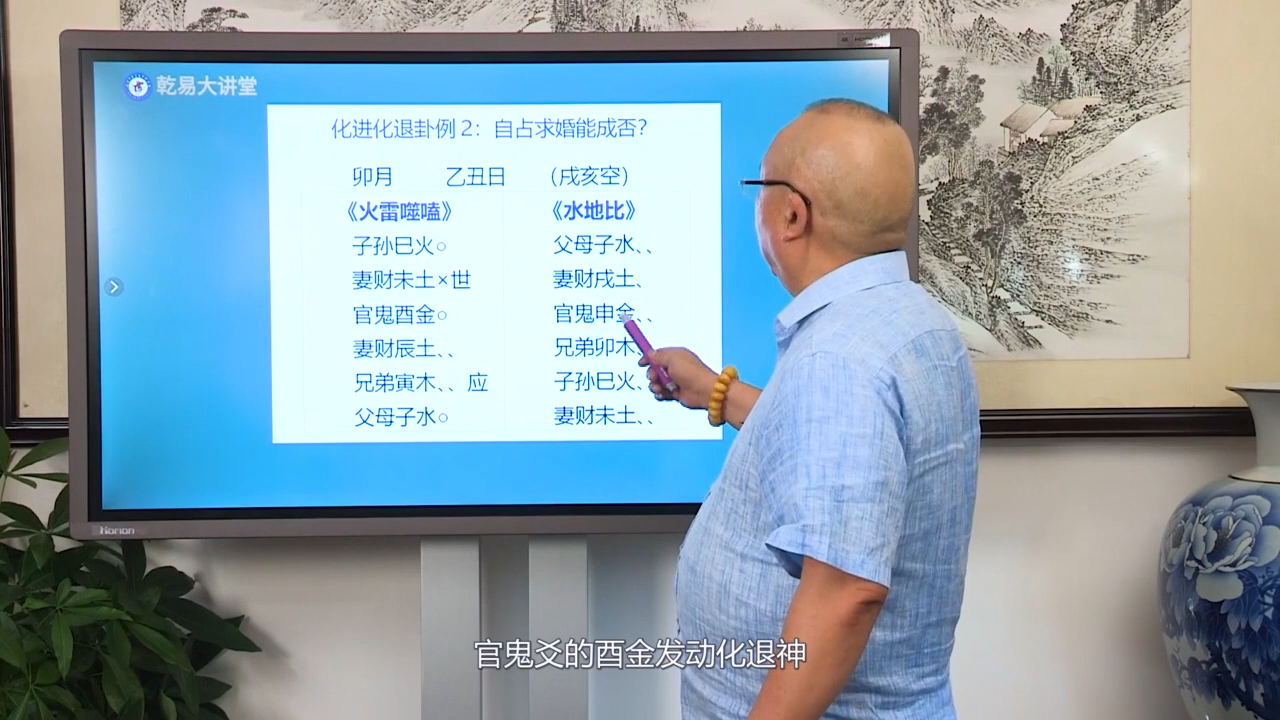 乾易大讲堂
化进化退卦例2：自占求婚能成否？
卯月 乙丑日 （戌亥空）
《火雷噬嗑》 《水地比》
子孙巳火○ 父母子水、、
妻财未土×世 妻财戌土、
官鬼酉金○ 官鬼申金、、
妻财辰土、、 兄弟卯木、
兄弟寅木、、应 子孙巳火、
父母子水○ 妻财未土、、
Horion
官鬼爻的酉金发动化退神